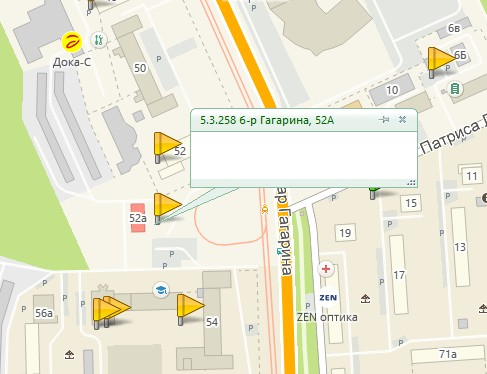 6в
6Б
Дока-С
50
10
5.3.258 б-р Гагарина, 52А
52
Патриса Л
11
15
52а
19
13
ар Гагарина
17
ZEN
ZEN оптика
56а
54
71а